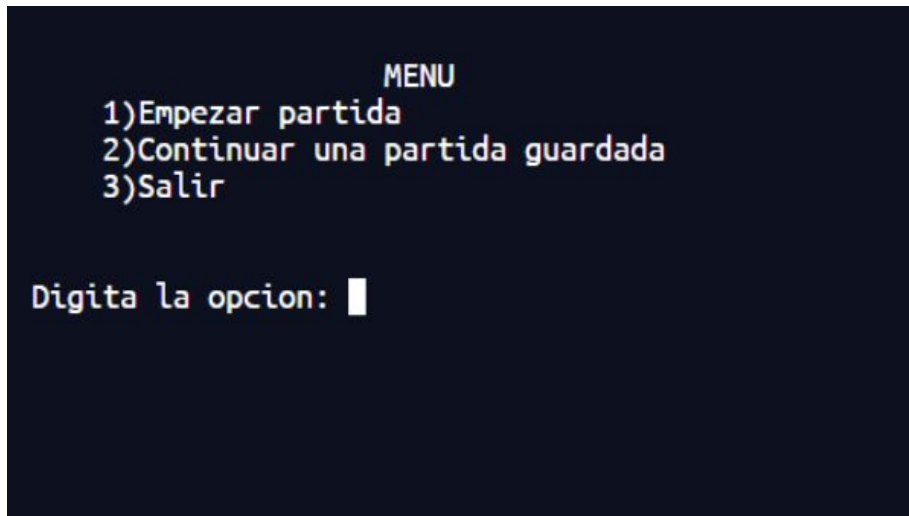 MENU
1)Empezar partida
2)Continuar una partida guardada
3)Salir
Digita la opcion: